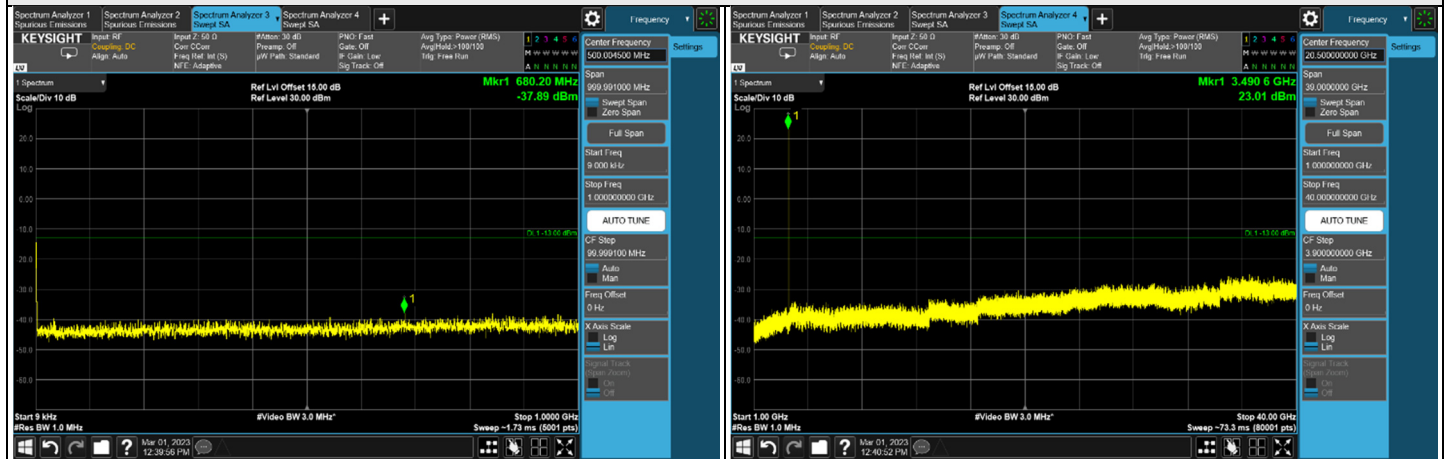 Spectrum Analyzer 1
Spurious Emissions
Spectrum Analyzer 2
Spurious Emissions
Spectrum Analyzer 3
Swept SA
Spectrum Analyzer 4
Swept SA
Frequency
KEYSIGHT
Input: RF
Coupling: DC
Align: Auto
Input Z: 50 Ω
Corr CCorr
Freq Ref: Int (S)
NFE: Adaptive
#Atten: 30 dB
Preamp: Off
µW Path: Standard
PNO: Fast
Gate: Off
IF Gain: Low
Sig Track: Off
Avg Type: Power (RMS)
Avg|Hold:>100/100
Trig: Free Run
1 2 3 4 5 6
M W W W W W
A N N N N N
1 Spectrum
Scale/Div 10 dB
Log
Ref Lvl Offset 15.00 dB
Ref Level 30.00 dBm
Mkr1 680.20 MHz
-37.89 dBm
20.0
10.0
0.00
-10.0
-20.0
-30.0
-40.0
-50.0
-60.0
DL1 -13.00 dBm
1
Start 9 kHz
#Res BW 1.0 MHz
#Video BW 3.0 MHz*
Stop 1.0000 GHz
Sweep ~1.73 ms (5001 pts)
Mar 01, 2023
12:39:56 PM
Center Frequency
500.004500 MHz
Settings
Span
999.991000 MHz
Swept Span
Zero Span
Full Span
Start Freq
9.000 kHz
Stop Freq
1.000000000 GHz
AUTO TUNE
CF Step
99.999100 MHz
Auto
Man
Freq Offset
0 Hz
X Axis Scale
Log
Lin
Signal Track
(Span Zoom)
On
Off
Spectrum Analyzer 1
Spurious Emissions
Spectrum Analyzer 2
Spurious Emissions
Spectrum Analyzer 3
Swept SA
Spectrum Analyzer 4
Swept SA
Frequency
KEYSIGHT
Input: RF
Coupling: DC
Align: Auto
Input Z: 50 Ω
Corr CCorr
Freq Ref: Int (S)
NFE: Adaptive
#Atten: 30 dB
Preamp: Off
µW Path: Standard
PNO: Fast
Gate: Off
IF Gain: Low
Sig Track: Off
Avg Type: Power (RMS)
Avg|Hold:>100/100
Trig: Free Run
1 2 3 4 5 6
M W W W W W
A N N N N N
1 Spectrum
Scale/Div 10 dB
Log
Ref Lvl Offset 15.00 dB
Ref Level 30.00 dBm
Mkr1 3.490 6 GHz
23.01 dBm
1
20.0
10.0
0.00
-10.0
-20.0
-30.0
-40.0
-50.0
-60.0
DL1 -13.00 dBm
Start 1.00 GHz
#Res BW 1.0 MHz
#Video BW 3.0 MHz*
Stop 40.00 GHz
Sweep ~73.3 ms (80001 pts)
Mar 01, 2023
12:40:52 PM
Center Frequency
20.500000000 GHz
Settings
Span
39.0000000 GHz
Swept Span
Zero Span
Full Span
Start Freq
1.000000000 GHz
Stop Freq
40.000000000 GHz
AUTO TUNE
CF Step
3.900000000 GHz
Auto
Man
Freq Offset
0 Hz
X Axis Scale
Log
Lin
Signal Track
(Span Zoom)
On
Off